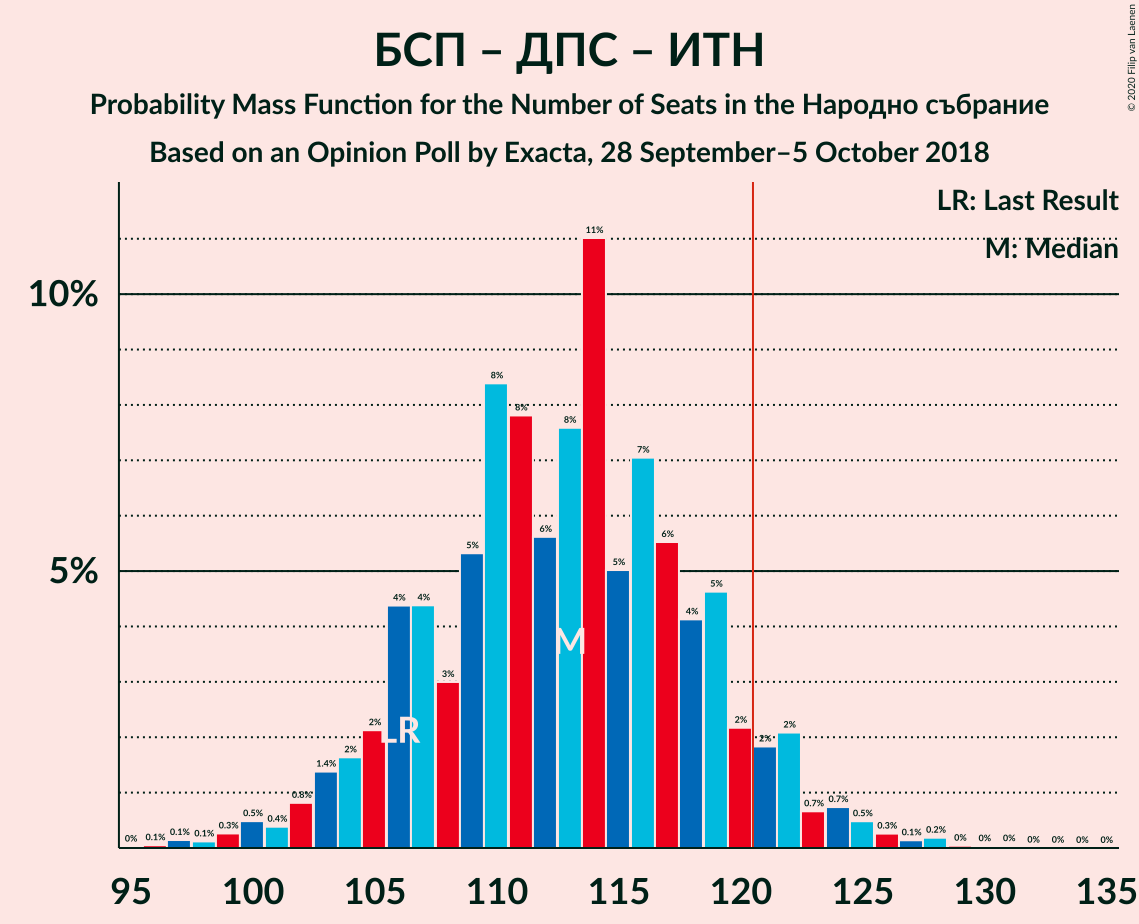 БСП – ДПС – ИТН
Probability Mass Function for the Number of Seats in the Народно събрание
Based on an Opinion Poll by Exacta, 28 September–5 October 2018
© 2020 Filip van Laenen
LR: Last Result
M: Median
10%
5%
0% 0.1% 0.1% 0.1% 0.3% 0.5% 0.4% 0.8% 1.4% 2% 2% 4% 4% 3% 5% 8% 8% 6% 8% 11% 5% 7% 6% 4% 5% 2% 2% 2% 0.7% 0.7% 0.5% 0.3% 0.1% 0.2% 0% 0% 0% 0% 0% 0% 0%
LR
M
95 100 105 110 115 120 125 130 135